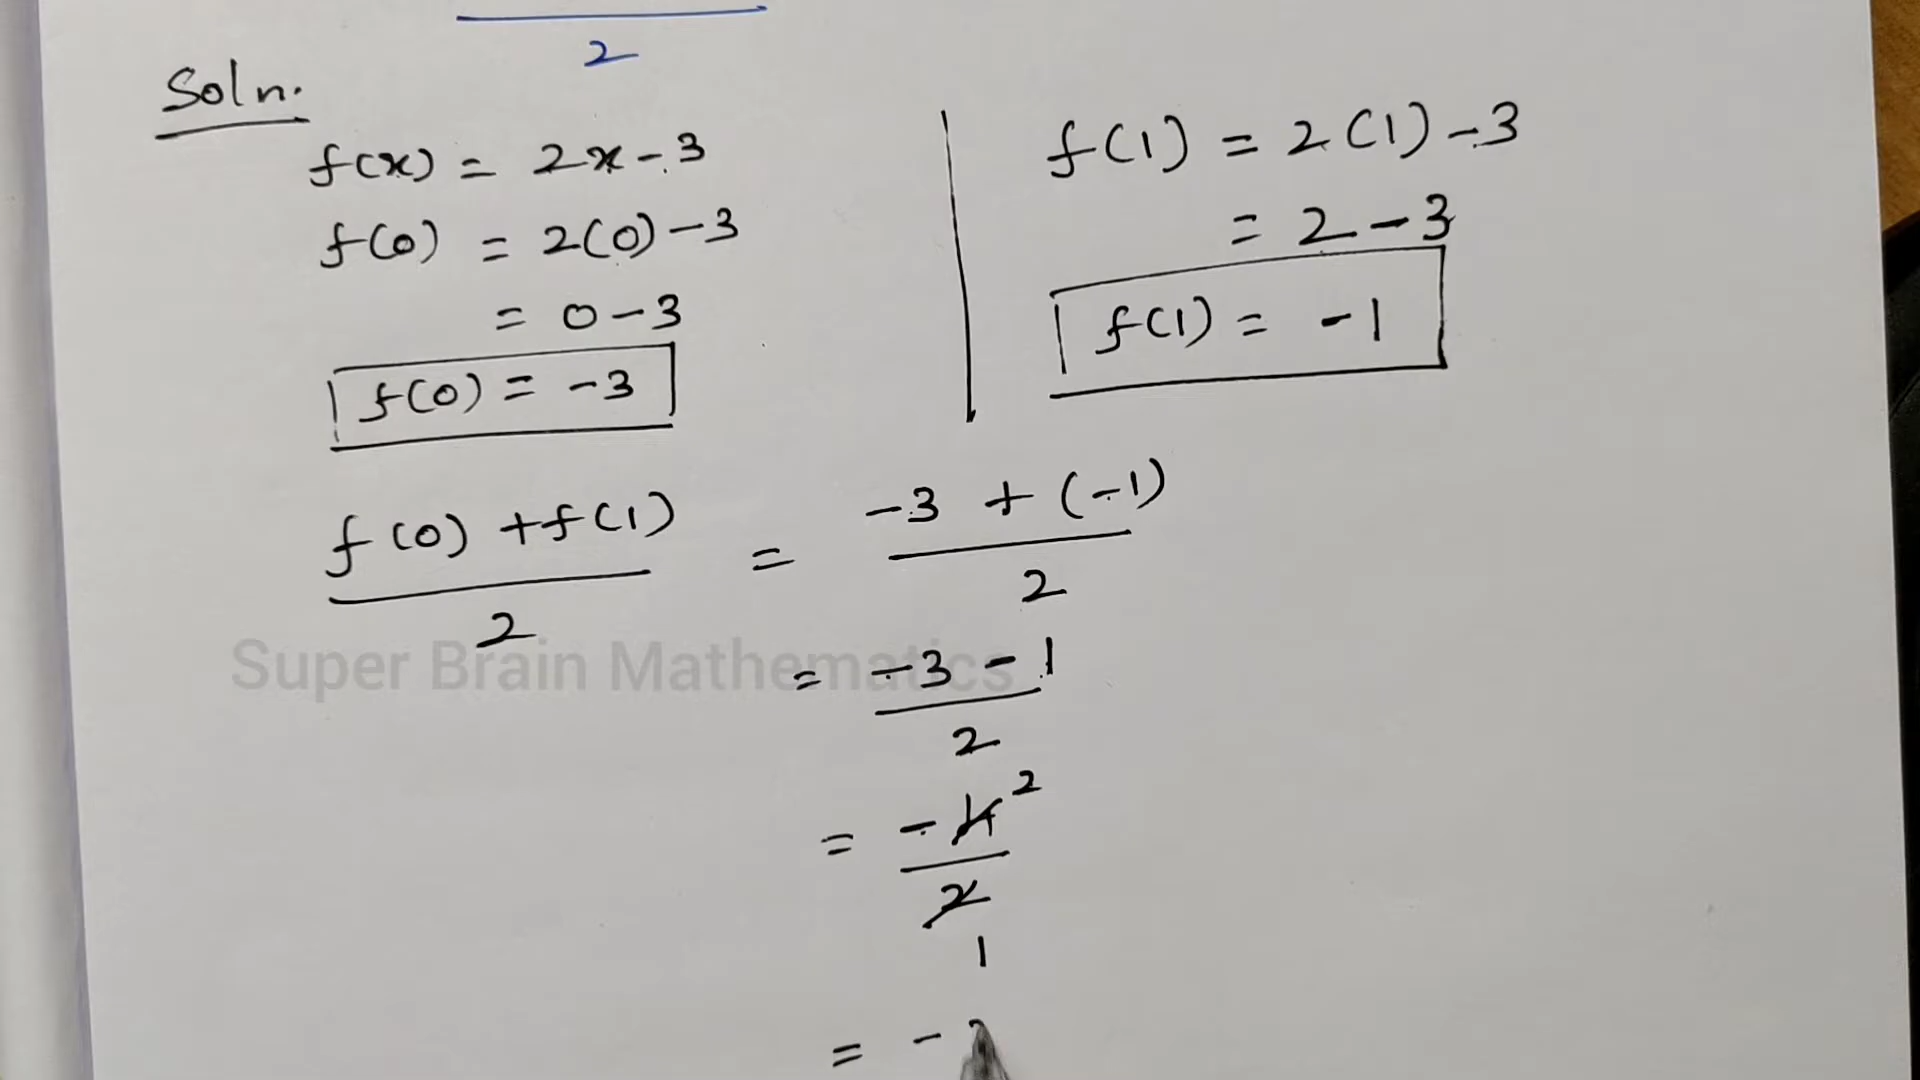 2
Soln.
f(x) = 2x - 3
f(0) = 2(0) - 3
= 0 - 3
f(0) = -3
f(1) = 2(1) - 3
= 2 - 3
f(1) = -1
f(0) + f(1) / 2 = -3 + (-1) / 2
= -3 - 1 / 2
= -4 2 / 2 1
= -
Super Brain Mathematics